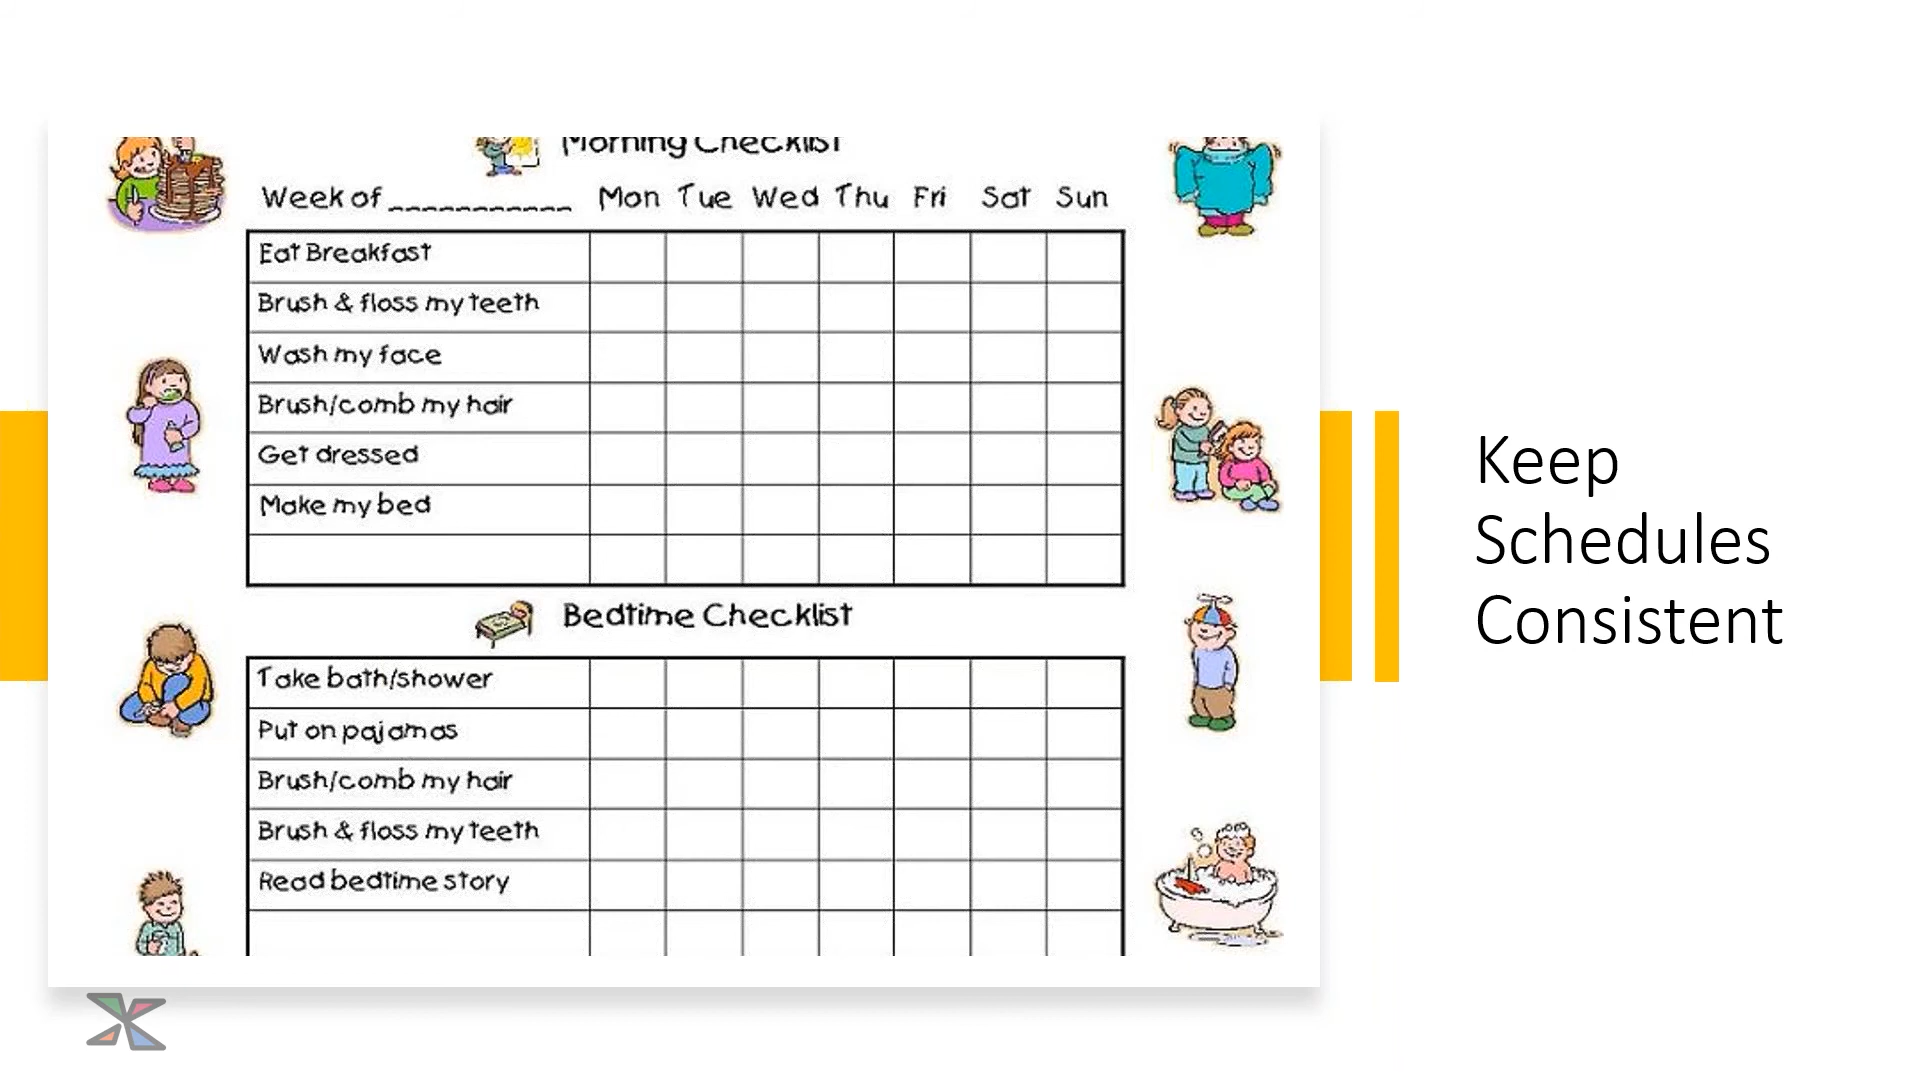 Morning Checklist
Week of ___________ Mon Tue Wed Thu Fri Sat Sun
Eat Breakfast
Brush & floss my teeth
Wash my face
Brush/comb my hair
Get dressed
Make my bed
Bedtime Checklist
Take bath/shower
Put on pajamas
Brush/comb my hair
Brush & floss my teeth
Read bedtime story
Keep
Schedules
Consistent